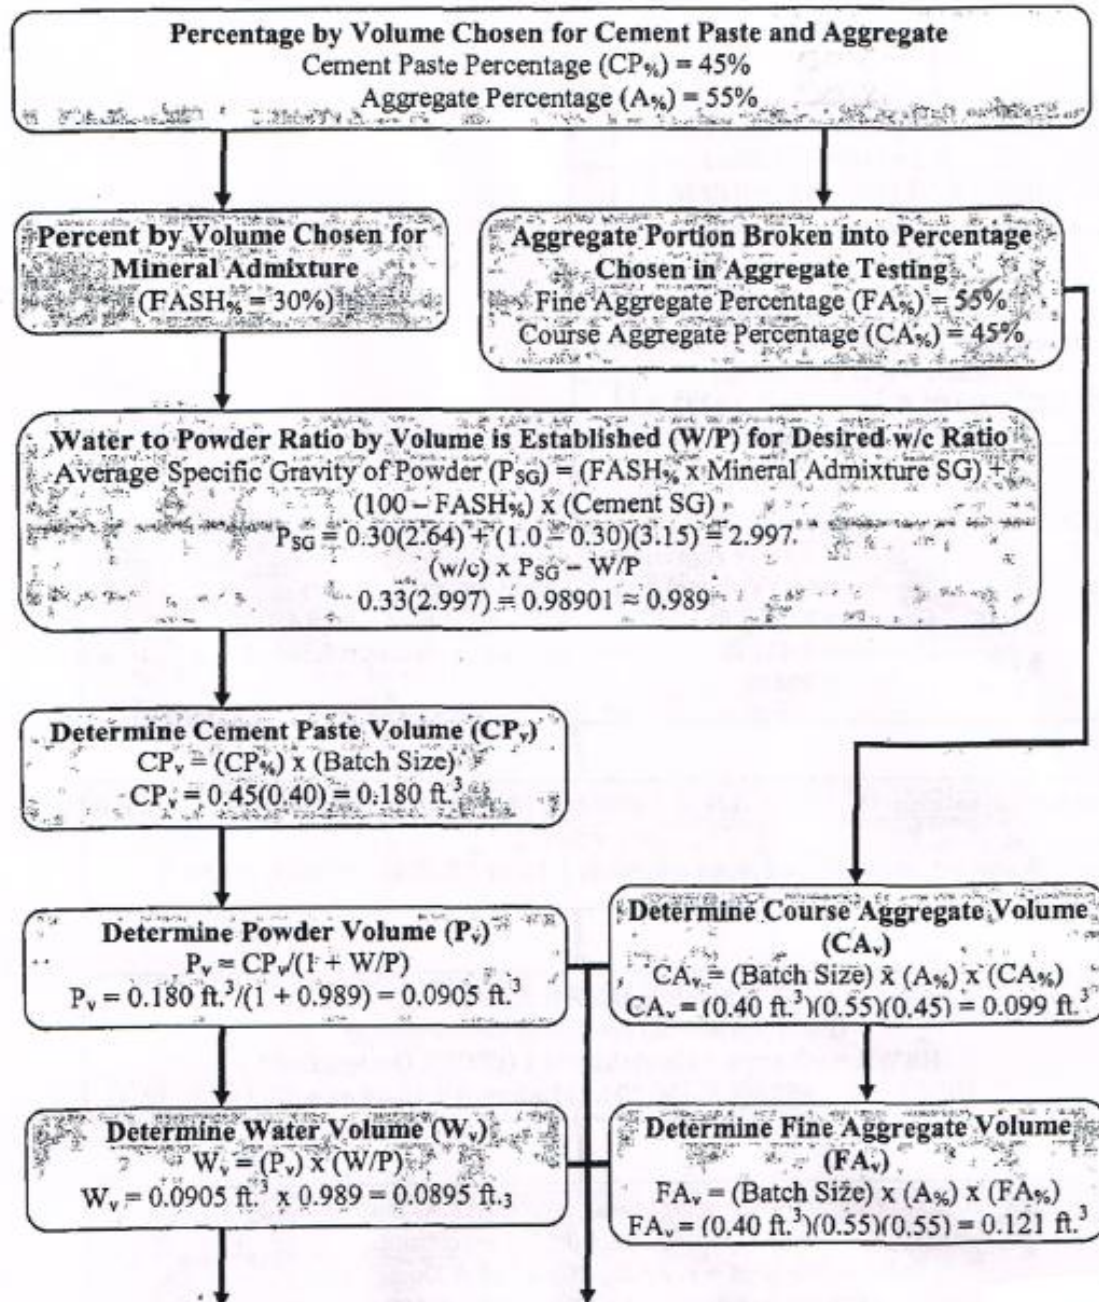 Percentage by Volume Chosen for Cement Paste and Aggregate
Cement Paste Percentage (CP%) = 45%
Aggregate Percentage (A%) = 55%
Percent by Volume Chosen for
Mineral Admixture
(FASH% = 30%)
Aggregate Portion Broken into Percentage
Chosen in Aggregate Testing
Fine Aggregate Percentage (FA%) = 55%
Course Aggregate Percentage (CA%) = 45%
Water to Powder Ratio by Volume is Established (W/P) for Desired w/c Ratio
Average Specific Gravity of Powder (PSG) = (FASH% x Mineral Admixture SG) +
(100 – FASH%) x (Cement SG)
PSG = 0.30(2.64) + (1.0 – 0.30)(3.15) = 2.997
(w/c) x PSG – W/P
0.33(2.997) = 0.98901 ≈ 0.989
Determine Cement Paste Volume (CPv)
CPv = (CP%) x (Batch Size)
CPv = 0.45(0.40) = 0.180 ft.³
Determine Powder Volume (Pv)
Pv = CPv/(1 + W/P)
Pv = 0.180 ft.³/(1 + 0.989) = 0.0905 ft.³
Determine Course Aggregate Volume
(CAv)
CAv = (Batch Size) x (A%) x (CA%)
CAv = (0.40 ft.³)(0.55)(0.45) = 0.099 ft.³
Determine Water Volume (Wv)
Wv = (Pv) x (W/P)
Wv = 0.0905 ft.³ x 0.989 = 0.0895 ft.₃
Determine Fine Aggregate Volume
(FAv)
FAv = (Batch Size) x (A%) x (FA%)
FAv = (0.40 ft.³)(0.55)(0.55) = 0.121 ft.³